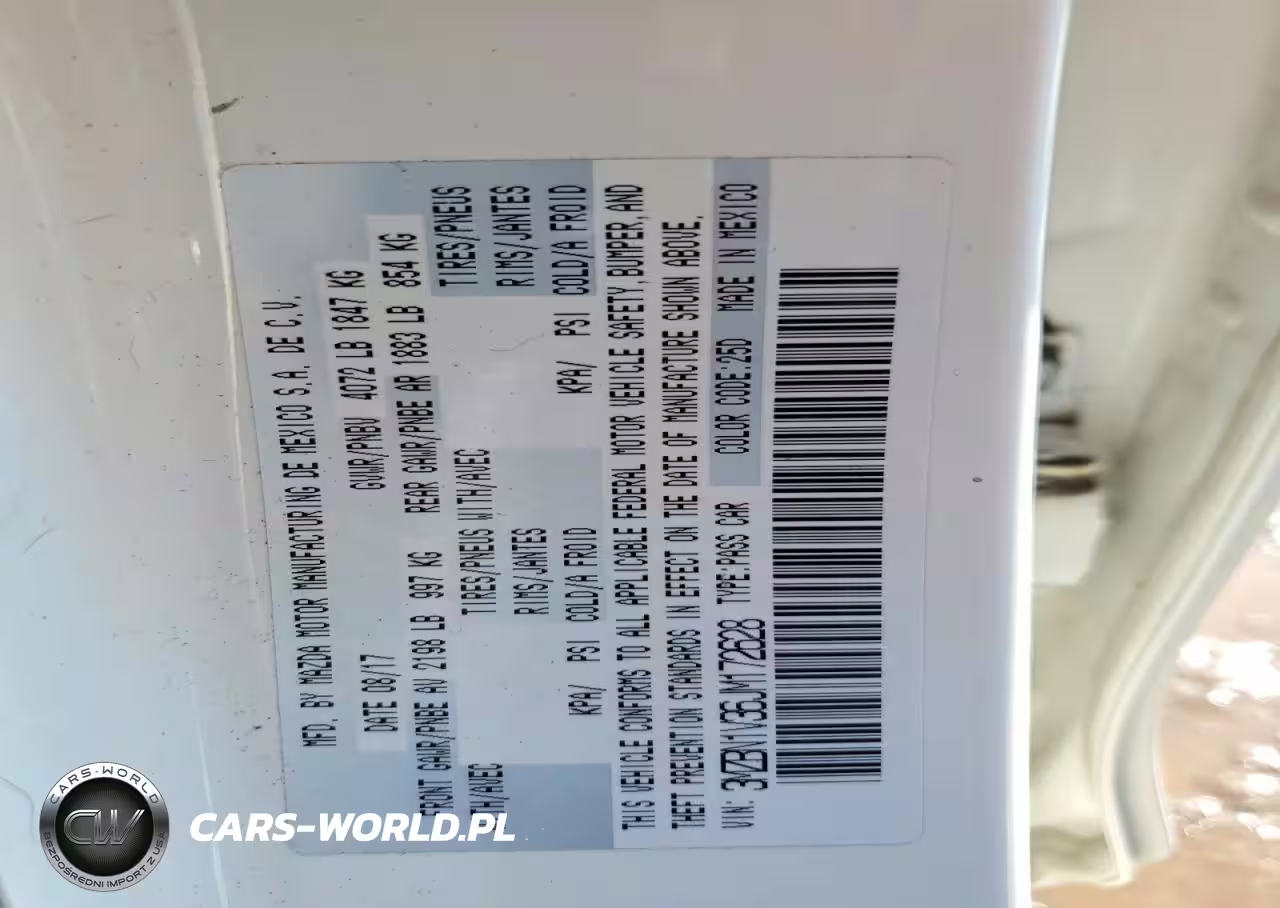 MFD. BY MAZDA MOTOR MANUFACTURING DE MEXICO S.A. DE C.V.
DATE 08/17 GVWR/PNBV 4072 LB 1847 KG
FRONT GAWR/PNBE AV 2198 LB 997 KG REAR GAWR/PNBE AR 1883 LB 854 KG
TH/AVEC TIRES/PNEUS WITH/AVEC TIRES/PNEUS
RIMS/JANTES RIMS/JANTES
KPA/ PSI COLD/A FROID KPA/ PSI COLD/A FROID
THIS VEHICLE CONFORMS TO ALL APPLICABLE FEDERAL MOTOR VEHICLE SAFETY, BUMPER, AND
THEFT PREVENTION STANDARDS IN EFFECT ON THE DATE OF MANUFACTURE SHOWN ABOVE.
VIN: 3MZBN1V36JM172628 TYPE:PASS CAR COLOR CODE:25D MADE IN MEXICO
CARS-WORLD
CW
BEZPOŚREDNI IMPORT Z USA
CARS-WORLD.PL